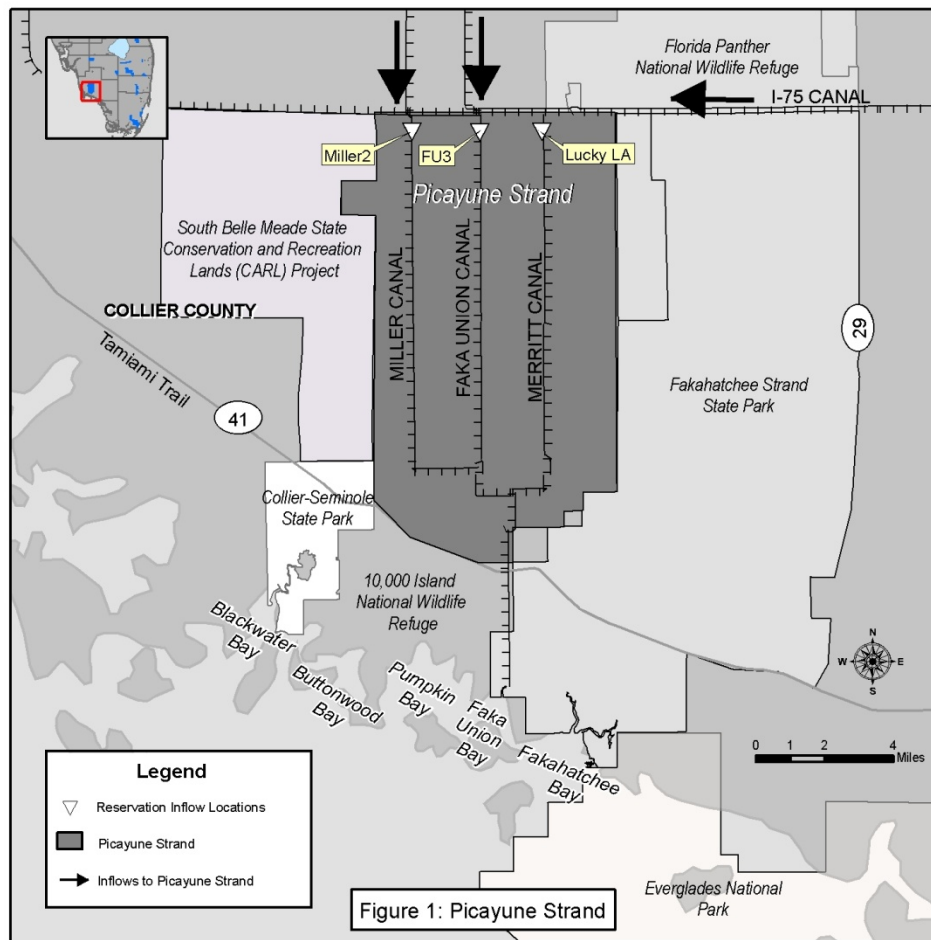 Florida Panther
National Wildlife Refuge
I-75 CANAL
Miller2
FU3
Lucky LA
Picayune Strand
South Belle Meade State
Conservation and Recreation
Lands (CARL) Project
COLLIER COUNTY
MILLER CANAL
FAKA UNION CANAL
MERRITT CANAL
29
Tamiami Trail
41
Fakahatchee Strand
State Park
Collier-Seminole
State Park
10,000 Island
National Wildlife
Refuge
Blackwater
Bay
Buttonwood
Bay
Pumpkin
Bay
Faka
Union
Bay
Fakahatchee
Bay
N
W
E
S
0 1 2 4
Miles
Legend
Reservation Inflow Locations
Picayune Strand
Inflows to Picayune Strand
Everglades National
Park
Figure 1: Picayune Strand